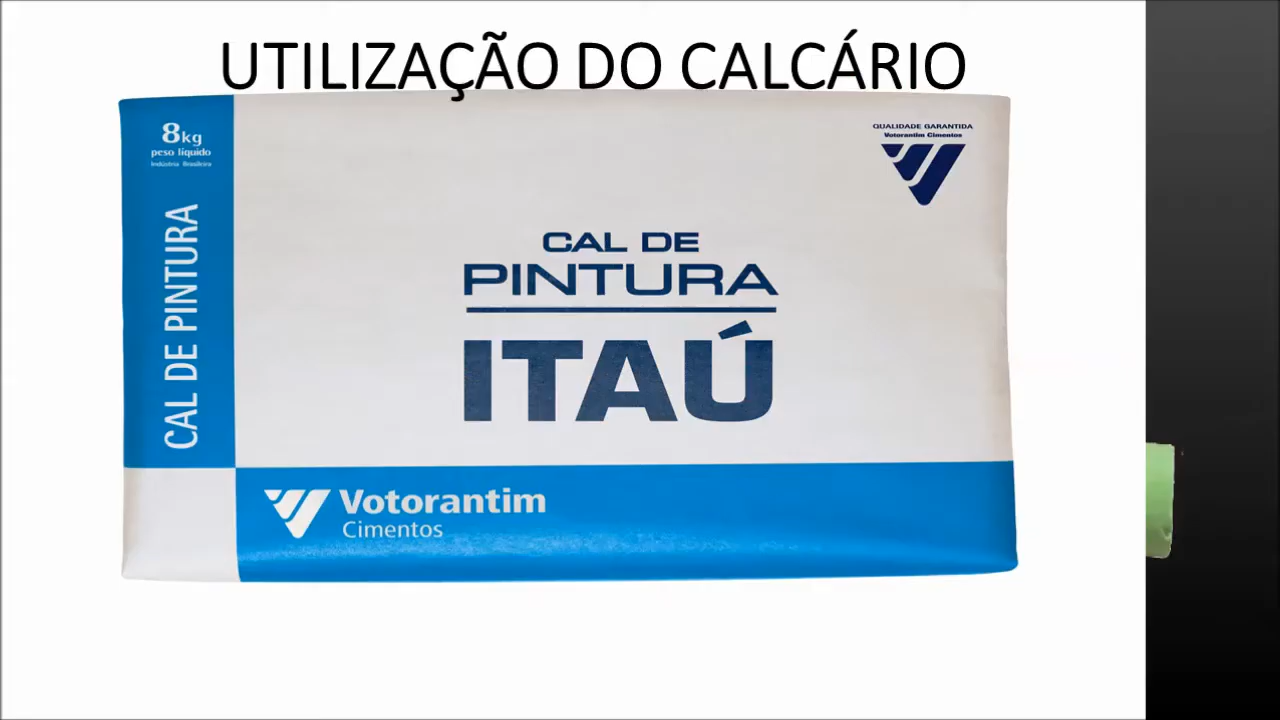 UTILIZAÇÃO DO CALCÁRIO
8kg
peso líquido
Indústria Brasileira
CAL DE PINTURA
QUALIDADE GARANTIDA
Votorantim Cimentos
CAL DE
PINTURA
ITAÚ
Votorantim
Cimentos